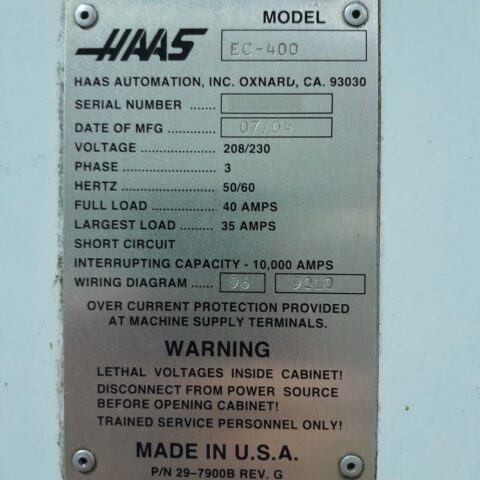 MODEL
HAAS EC-400
HAAS AUTOMATION, INC. OXNARD, CA. 93030
SERIAL NUMBER ......
DATE OF MFG ............ 07/04
VOLTAGE .................. 208/230
PHASE ...................... 3
HERTZ ...................... 50/60
FULL LOAD ............. 40 AMPS
LARGEST LOAD ........ 35 AMPS
SHORT CIRCUIT
INTERRUPTING CAPACITY - 10,000 AMPS
WIRING DIAGRAM ...... 96 9010
OVER CURRENT PROTECTION PROVIDED
AT MACHINE SUPPLY TERMINALS.
WARNING
LETHAL VOLTAGES INSIDE CABINET!
DISCONNECT FROM POWER SOURCE
BEFORE OPENING CABINET!
TRAINED SERVICE PERSONNEL ONLY!
MADE IN U.S.A.
P/N 29-7900B REV. G